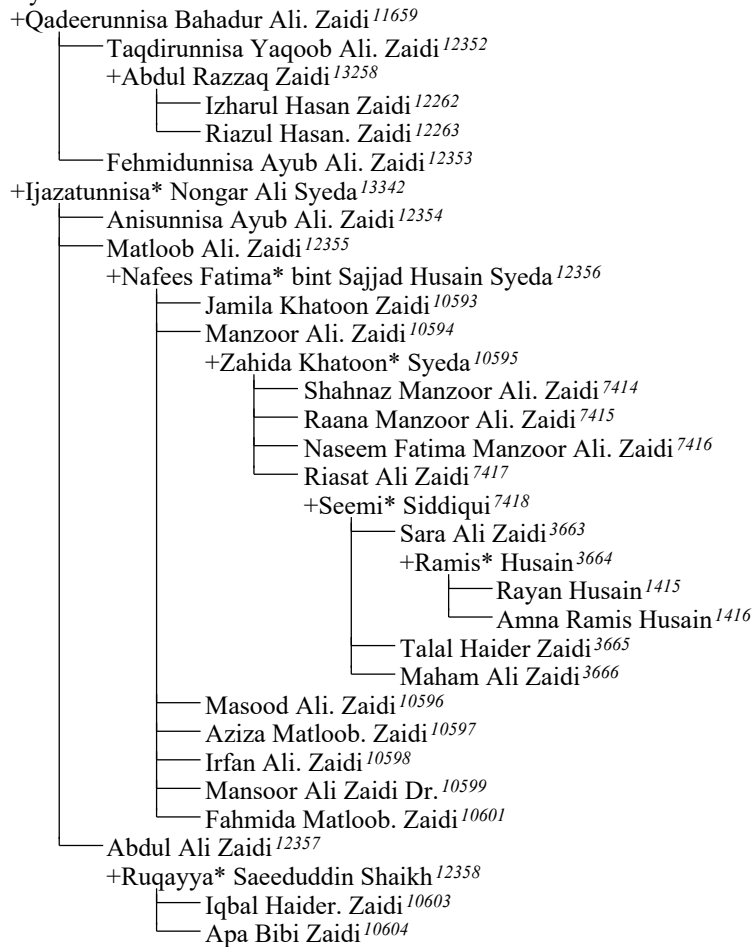 +Qadeerunnisa Bahadur Ali. Zaidi 11659
Taqdirunnisa Yaqoob Ali. Zaidi 12352
+Abdul Razzaq Zaidi 13258
Izharul Hasan Zaidi 12262
Riazul Hasan. Zaidi 12263
Fehmidunnisa Ayub Ali. Zaidi 12353
+Ijazatunnisa* Nongar Ali Syeda 13342
Anisunnisa Ayub Ali. Zaidi 12354
Matloob Ali. Zaidi 12355
+Nafees Fatima* bint Sajjad Husain Syeda 12356
Jamila Khatoon Zaidi 10593
Manzoor Ali. Zaidi 10594
+Zahida Khatoon* Syeda 10595
Shahnaz Manzoor Ali. Zaidi 7414
Raana Manzoor Ali. Zaidi 7415
Naseem Fatima Manzoor Ali. Zaidi 7416
Riasat Ali Zaidi 7417
+Seemi* Siddiqui 7418
Sara Ali Zaidi 3663
+Ramis* Husain 3664
Rayan Husain 1415
Amna Ramis Husain 1416
Talal Haider Zaidi 3665
Maham Ali Zaidi 3666
Masood Ali. Zaidi 10596
Aziza Matloob. Zaidi 10597
Irfan Ali. Zaidi 10598
Mansoor Ali Zaidi Dr. 10599
Fahmida Matloob. Zaidi 10601
Abdul Ali Zaidi 12357
+Ruqayya* Saeeduddin Shaikh 12358
Iqbal Haider. Zaidi 10603
Apa Bibi Zaidi 10604